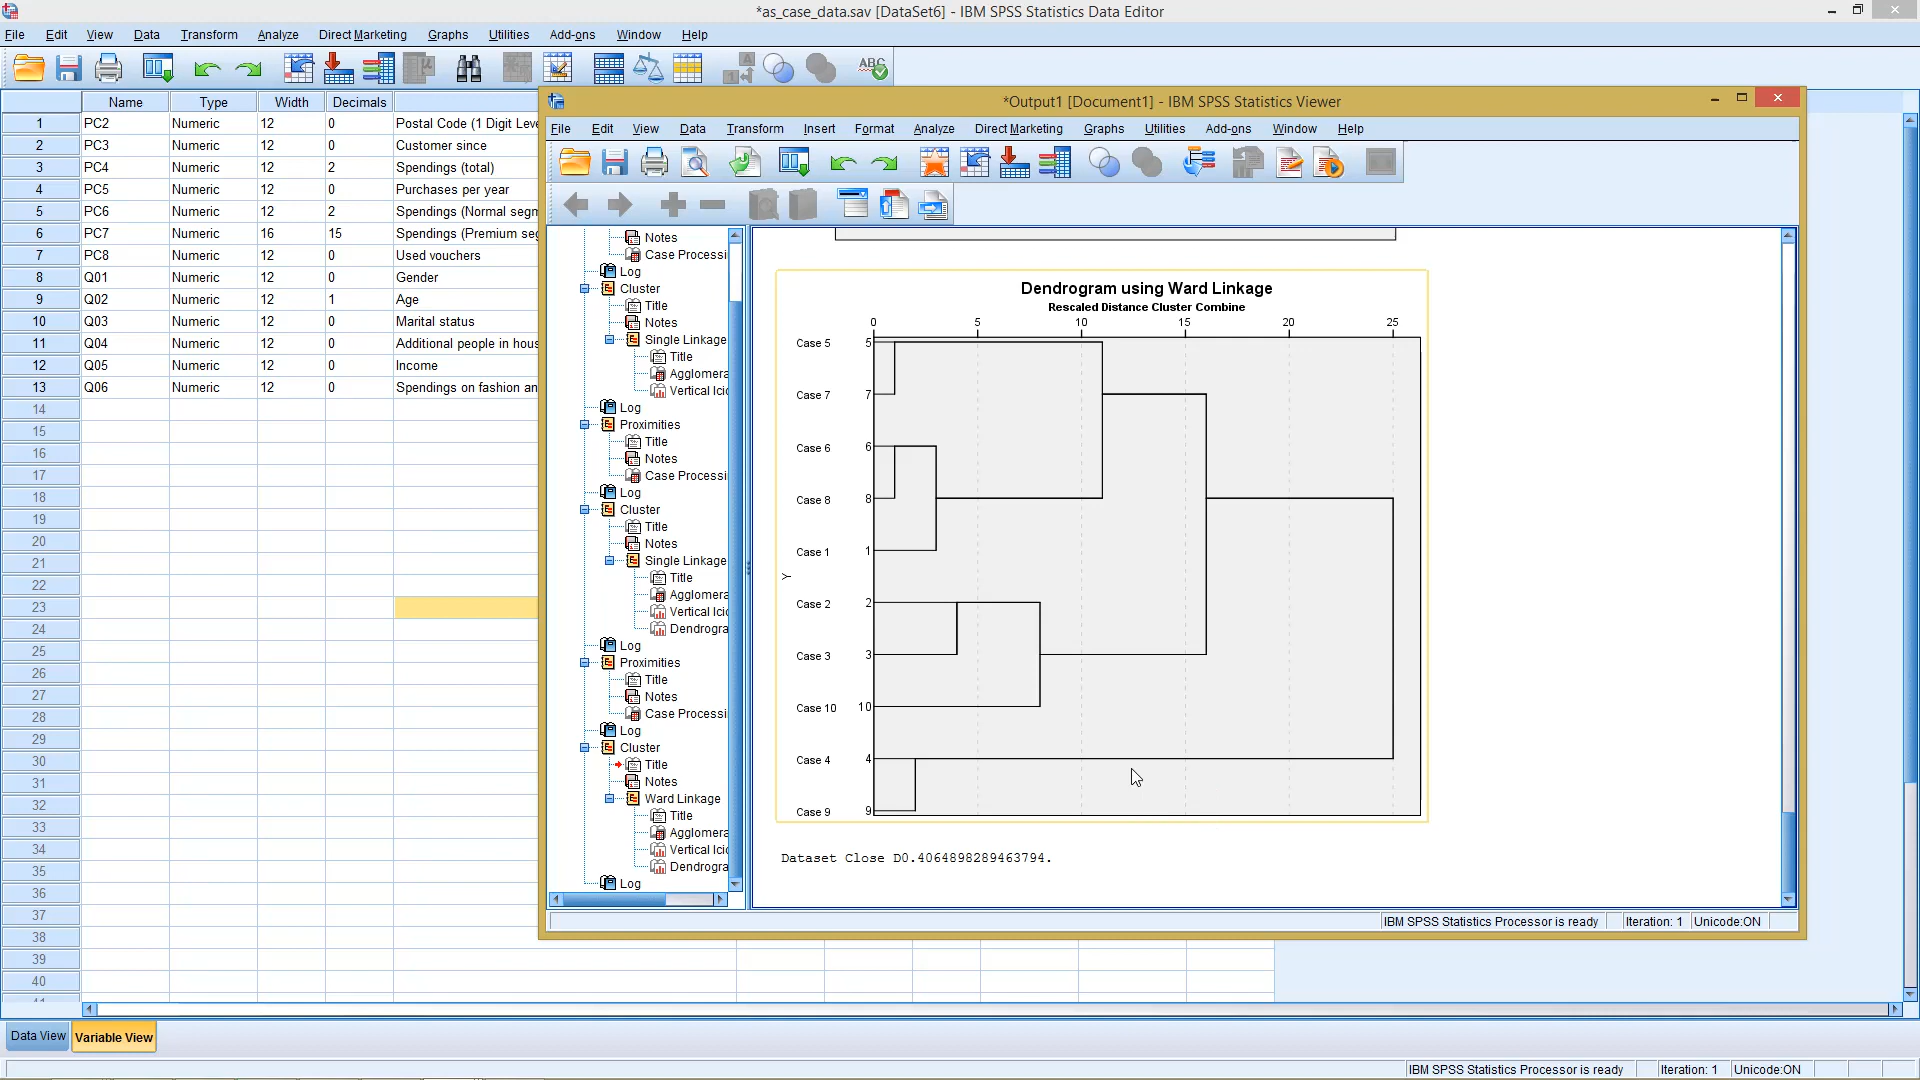 *as_case_data.sav [DataSet6] - IBM SPSS Statistics Data Editor
File Edit View Data Transform Analyze Direct Marketing Graphs Utilities Add-ons Window Help
Name Type Width Decimals
1 PC2 Numeric 12 0 Postal Code (1 Digit Leve
2 PC3 Numeric 12 0 Customer since
3 PC4 Numeric 12 2 Spendings (total)
4 PC5 Numeric 12 0 Purchases per year
5 PC6 Numeric 12 2 Spendings (Normal segm
6 PC7 Numeric 16 15 Spendings (Premium seg
7 PC8 Numeric 12 0 Used vouchers
8 Q01 Numeric 12 0 Gender
9 Q02 Numeric 12 1 Age
10 Q03 Numeric 12 0 Marital status
11 Q04 Numeric 12 0 Additional people in hous
12 Q05 Numeric 12 0 Income
13 Q06 Numeric 12 0 Spendings on fashion an
14
15
16
17
18
19
20
21
22
23
24
25
26
27
28
29
30
31
32
33
34
35
36
37
38
39
40
*Output1 [Document1] - IBM SPSS Statistics Viewer
File Edit View Data Transform Insert Format Analyze Direct Marketing Graphs Utilities Add-ons Window Help
Notes
Case Processi
Log
Cluster
Title
Notes
Single Linkage
Title
Agglomera
Vertical Icic
Log
Proximities
Title
Notes
Case Processi
Log
Cluster
Title
Notes
Single Linkage
Title
Agglomera
Vertical Icic
Dendrogra
Log
Proximities
Title
Notes
Case Processi
Log
Cluster
Title
Notes
Ward Linkage
Title
Agglomera
Vertical Icic
Dendrogra
Log
Dendrogram using Ward Linkage
Rescaled Distance Cluster Combine
0 5 10 15 20 25
Case 5 5
Case 7 7
Case 6 6
Case 8 8
Case 1 1
Y
Case 2 2
Case 3 3
Case 10 10
Case 4 4
Case 9 9
Dataset Close D0.4064898289463794.
IBM SPSS Statistics Processor is ready Iteration: 1 Unicode:ON
Data View Variable View
IBM SPSS Statistics Processor is ready Iteration: 1 Unicode:ON